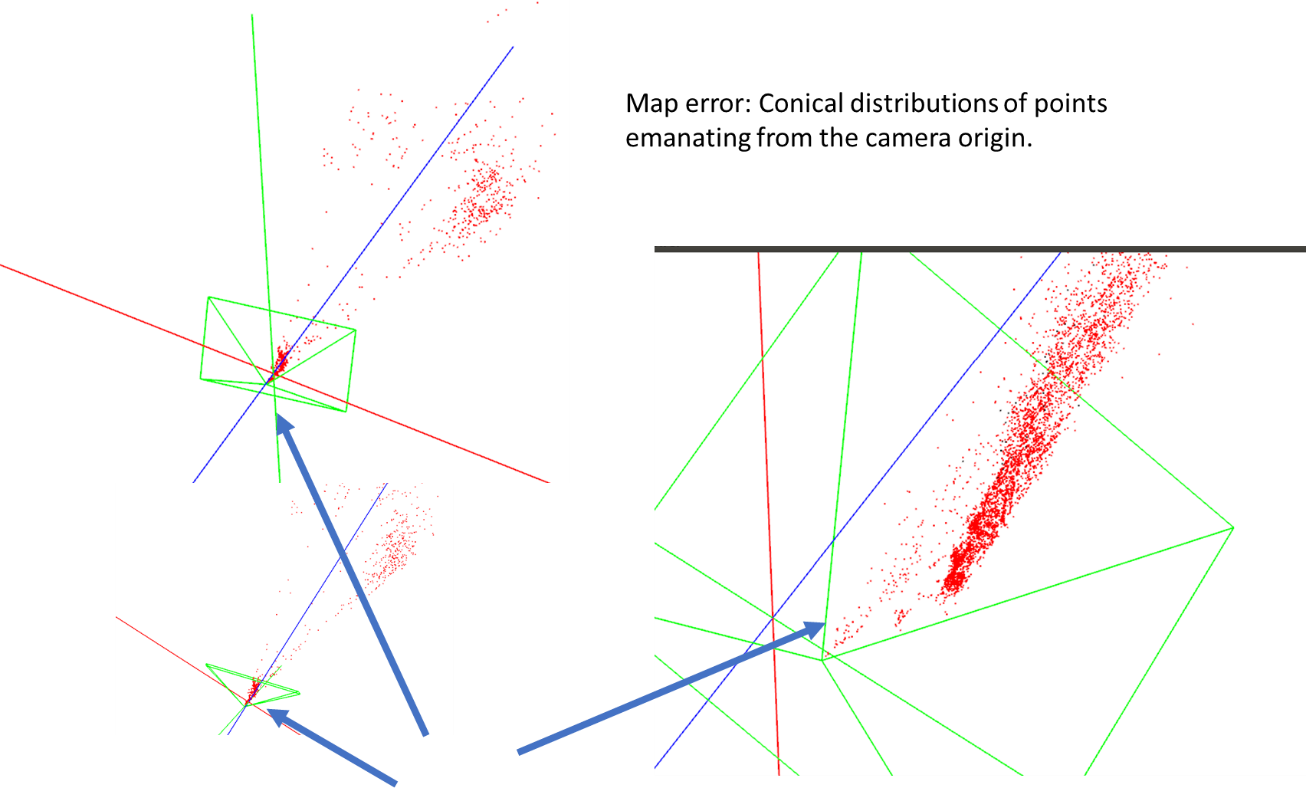 Map error: Conical distributions of points
emanating from the camera origin.